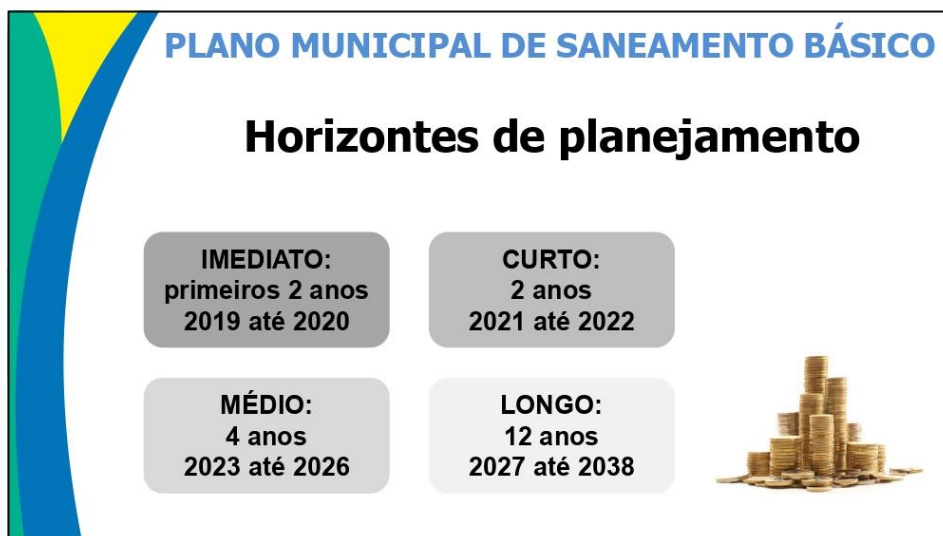 PLANO MUNICIPAL DE SANEAMENTO BÁSICO
Horizontes de planejamento
IMEDIATO:
primeiros 2 anos
2019 até 2020
CURTO:
2 anos
2021 até 2022
MÉDIO:
4 anos
2023 até 2026
LONGO:
12 anos
2027 até 2038